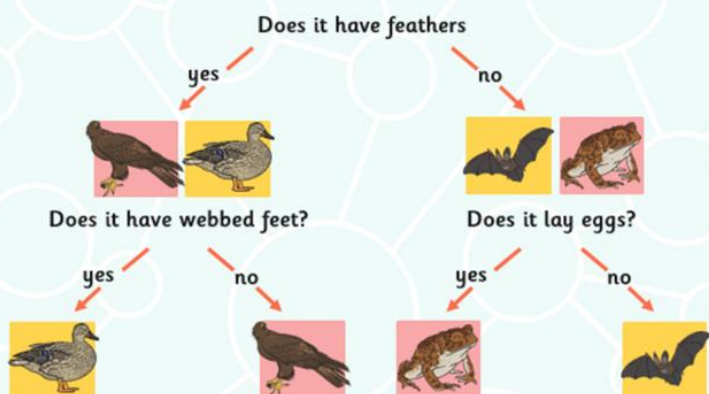 Does it have feathers
yes
no
Does it have webbed feet?
Does it lay eggs?
yes
no
yes
no